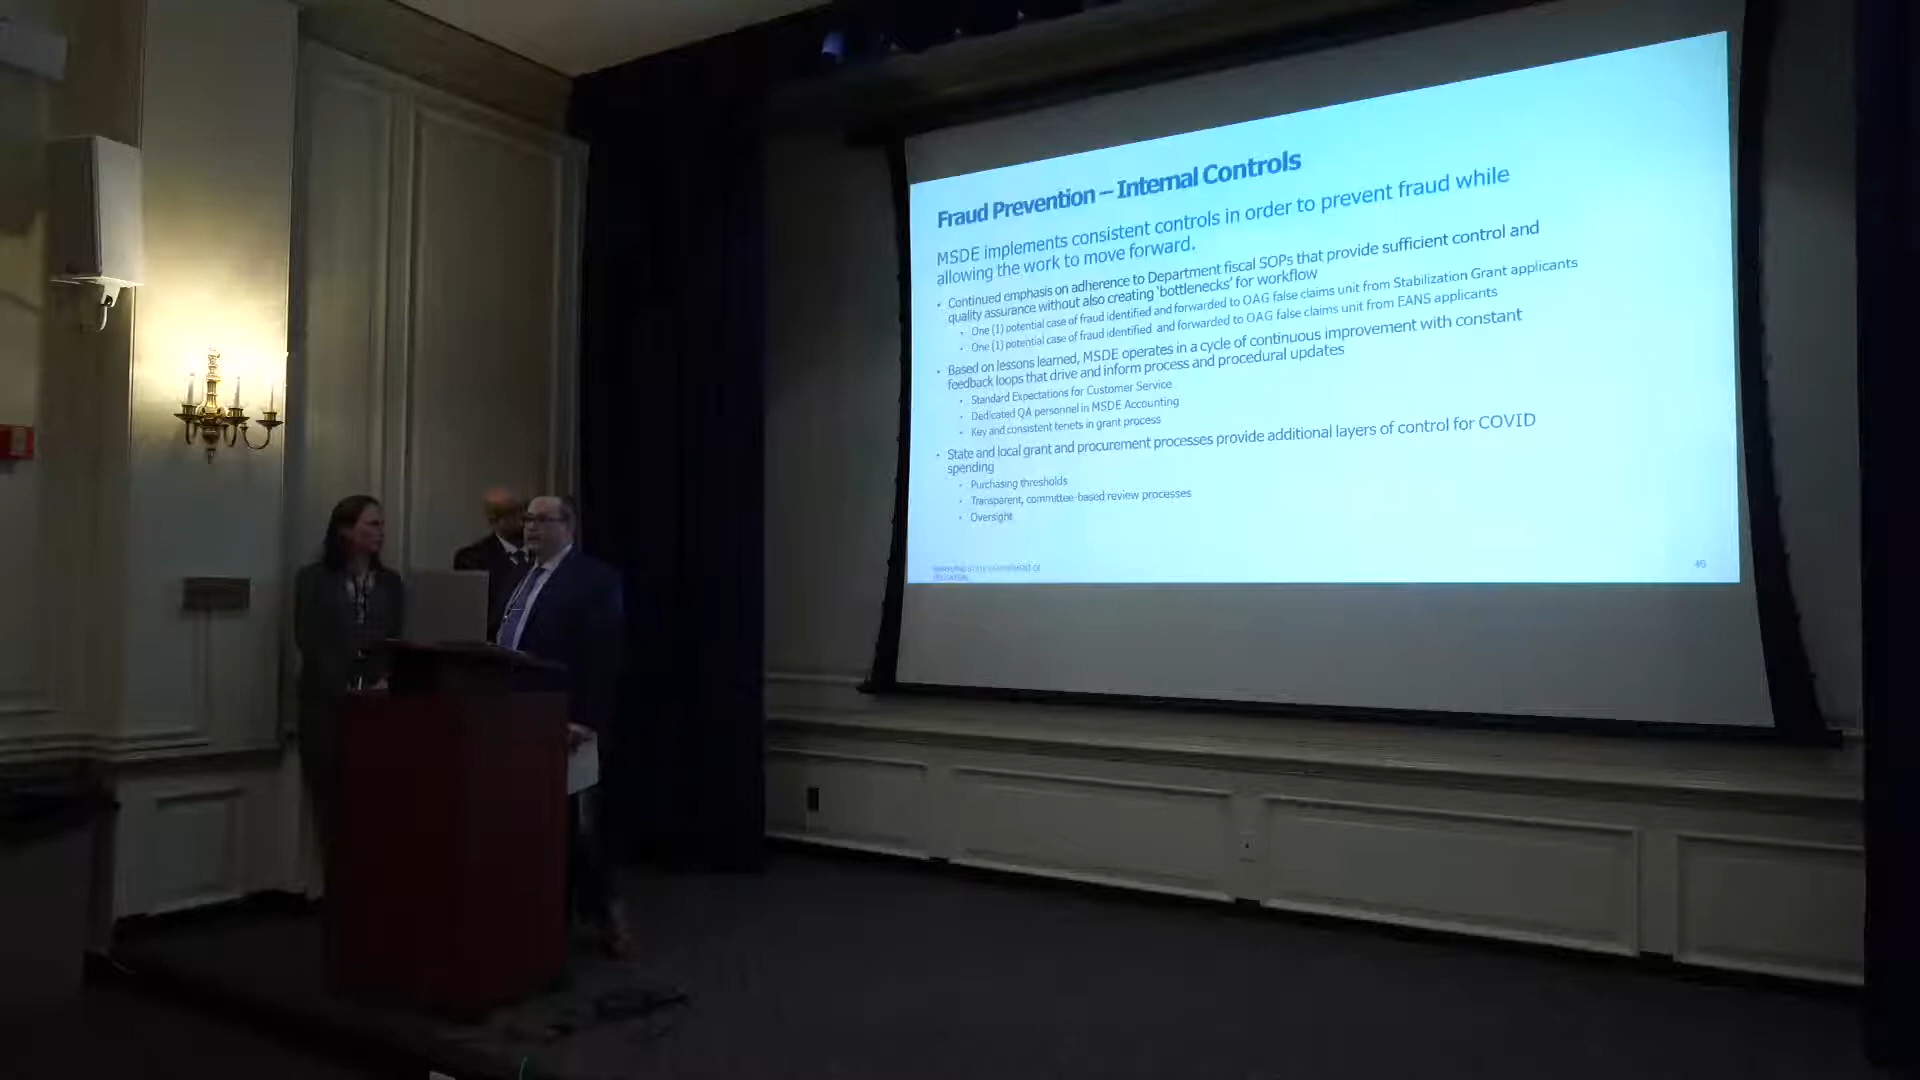 Fraud Prevention – Internal Controls
MSDE implements consistent controls in order to prevent fraud while
allowing the work to move forward.
• Continued emphasis on adherence to Department fiscal SOPs that provide sufficient control and
quality assurance without also creating 'bottlenecks' for workflow
• One (1) potential case of fraud identified and forwarded to OAG false claims unit from Stabilization Grant applicants
• One (1) potential case of fraud identified and forwarded to OAG false claims unit from EANS applicants
• Based on lessons learned, MSDE operates in a cycle of continuous improvement with constant
feedback loops that drive and inform process and procedural updates
• Standard Expectations for Customer Service
• Dedicated QA personnel in MSDE Accounting
• Key and consistent tenets in grant process
• State and local grant and procurement processes provide additional layers of control for COVID
spending
• Purchasing thresholds
• Transparent, committee-based review processes
• Oversight
MARYLAND STATE DEPARTMENT OF
EDUCATION